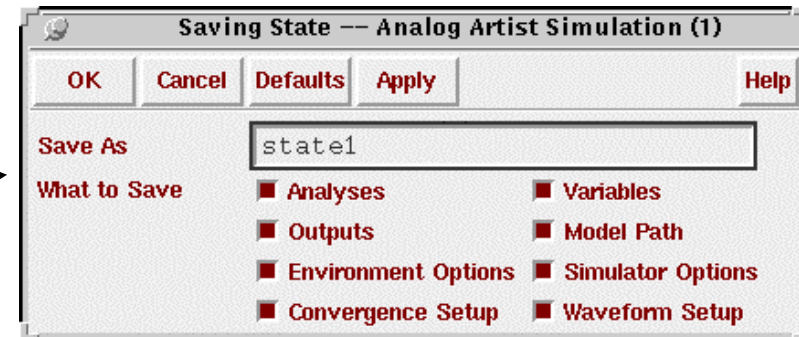 Saving State -- Analog Artist Simulation (1)
OK Cancel Defaults Apply Help
Save As state1
What to Save Analyses Variables
Outputs Model Path
Environment Options Simulator Options
Convergence Setup Waveform Setup